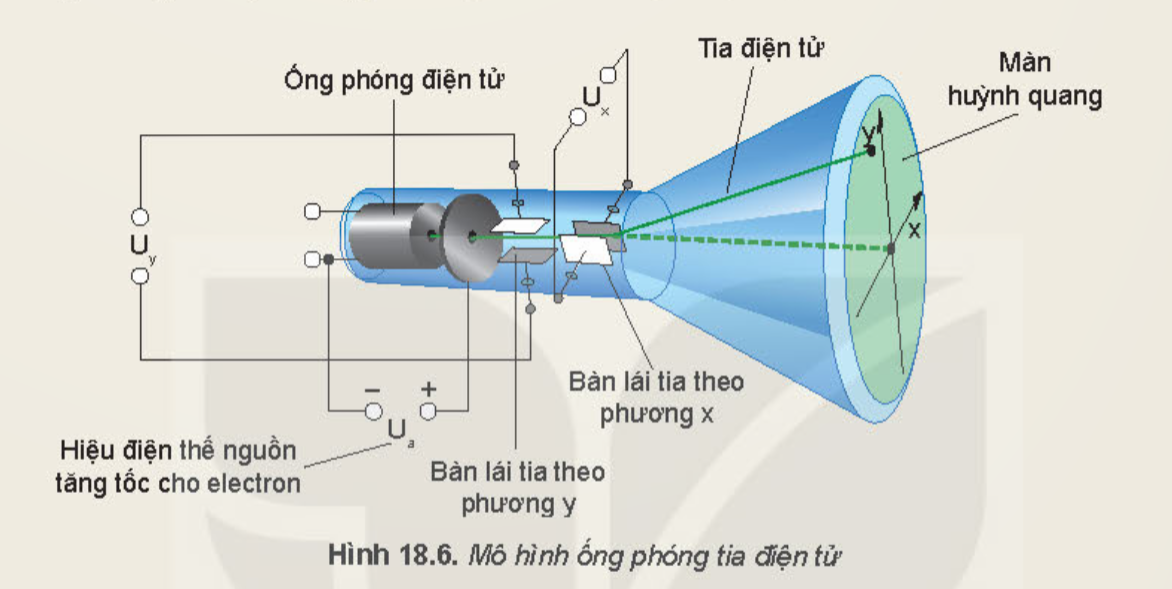 Tia điện tử
Màn
huỳnh quang
Ống phóng điện tử
Uₓ
y
x
U_y
Bàn lái tia theo
phương x
− +
Uₐ
Hiệu điện thế nguồn
tăng tốc cho electron
Bàn lái tia theo
phương y
Hình 18.6. Mô hình ống phóng tia điện tử